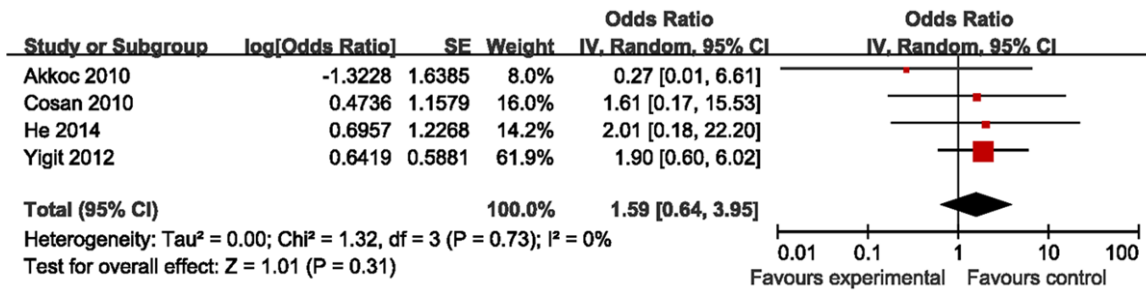 Odds Ratio Odds Ratio
Study or Subgroup log[Odds Ratio] SE Weight IV, Random, 95% CI IV, Random, 95% CI
Akkoc 2010 -1.3228 1.6385 8.0% 0.27 [0.01, 6.61]
Cosan 2010 0.4736 1.1579 16.0% 1.61 [0.17, 15.53]
He 2014 0.6957 1.2268 14.2% 2.01 [0.18, 22.20]
Yigit 2012 0.6419 0.5881 61.9% 1.90 [0.60, 6.02]
Total (95% CI) 100.0% 1.59 [0.64, 3.95]
Heterogeneity: Tau² = 0.00; Chi² = 1.32, df = 3 (P = 0.73); I² = 0%
Test for overall effect: Z = 1.01 (P = 0.31)
0.01 0.1 1 10 100
Favours experimental Favours control